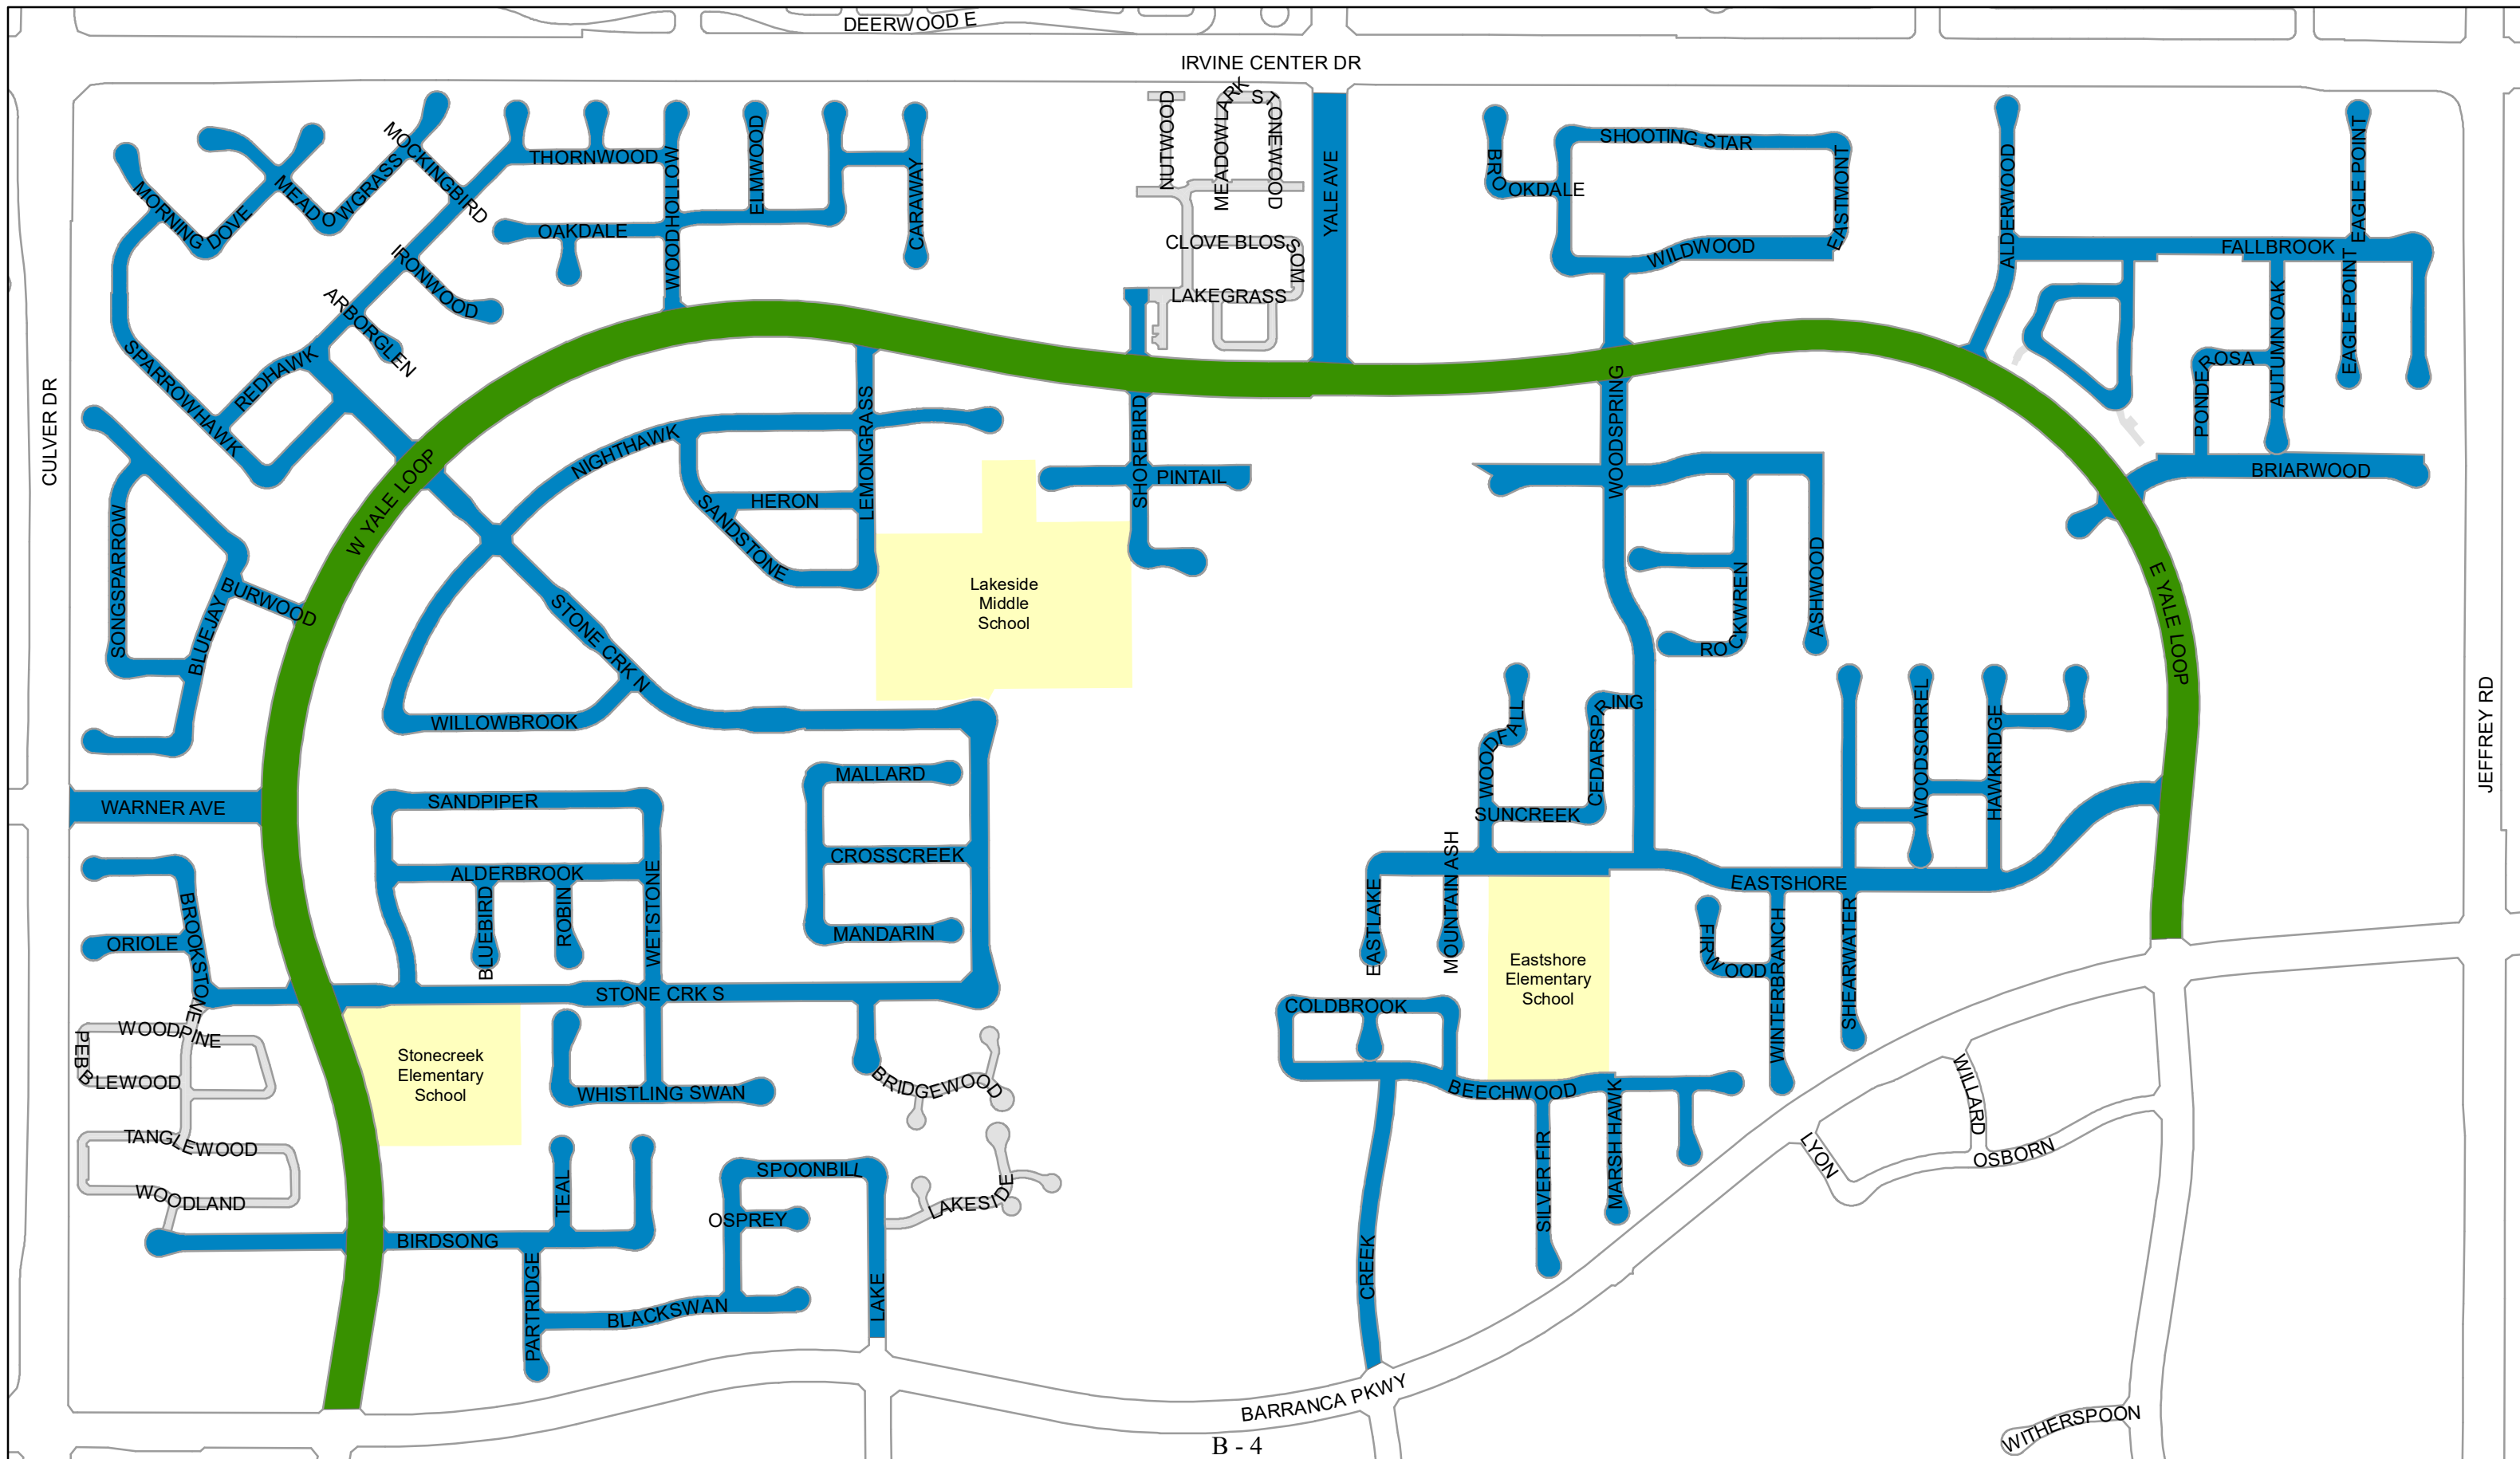 DEERWOOD E
IRVINE CENTER DR
CULVER DR
JEFFREY RD
MOCKINGBIRD
THORNWOOD
WOODHOLLOW
ELMWOOD
CARAWAY
NUTWOOD
MEADOWLARK
STONEWOOD
YALE AVE
BROOKDALE
SHOOTING STAR
EASTMONT
ALDERWOOD
EAGLE POINT
MORNING DOVE
MEADOWGRASS
OAKDALE
IRONWOOD
CLOVE BLOSSOM
WILDWOOD
FALLBROOK
ARBORGLEN
LAKEGRASS
EAGLE POINT
AUTUMN OAK
SPARROWHAWK
REDHAWK
PONDEROSA
LEMONGRASS
SHOREBIRD
WOODSPRING
NIGHTHAWK
W YALE LOOP
PINTAIL
BRIARWOOD
HERON
SANDSTONE
SONGSPARROW
BURWOOD
BLUEJAY
Lakeside
Middle
School
ROCKWREN
ASHWOOD
E YALE LOOP
STONE CRK N
WILLOWBROOK
WOODFALL
CEDARSPRING
WOODSORREL
HAWKRIDGE
MALLARD
WARNER AVE
SANDPIPER
SUNCREEK
CROSSCREEK
MOUNTAIN ASH
ALDERBROOK
EASTSHORE
BLUEBIRD
ROBIN
WETSTONE
EASTLAKE
BROOKSTONE
ORIOLE
MANDARIN
FIRWOOD
WINTERBRANCH
SHEARWATER
Eastshore
Elementary
School
STONE CRK S
COLDBROOK
WOODPINE
PEBBLEWOOD
Stonecreek
Elementary
School
WHISTLING SWAN
BRIDGEWOOD
BEECHWOOD
MARSH HAWK
SILVER FIR
WILLARD
LYON
OSBORN
TANGLEWOOD
WOODLAND
TEAL
SPOONBILL
OSPREY
LAKESIDE
BIRDSONG
PARTRIDGE
BLACKSWAN
LAKE
CREEK
BARRANCA PKWY
WITHERSPOON
B - 4